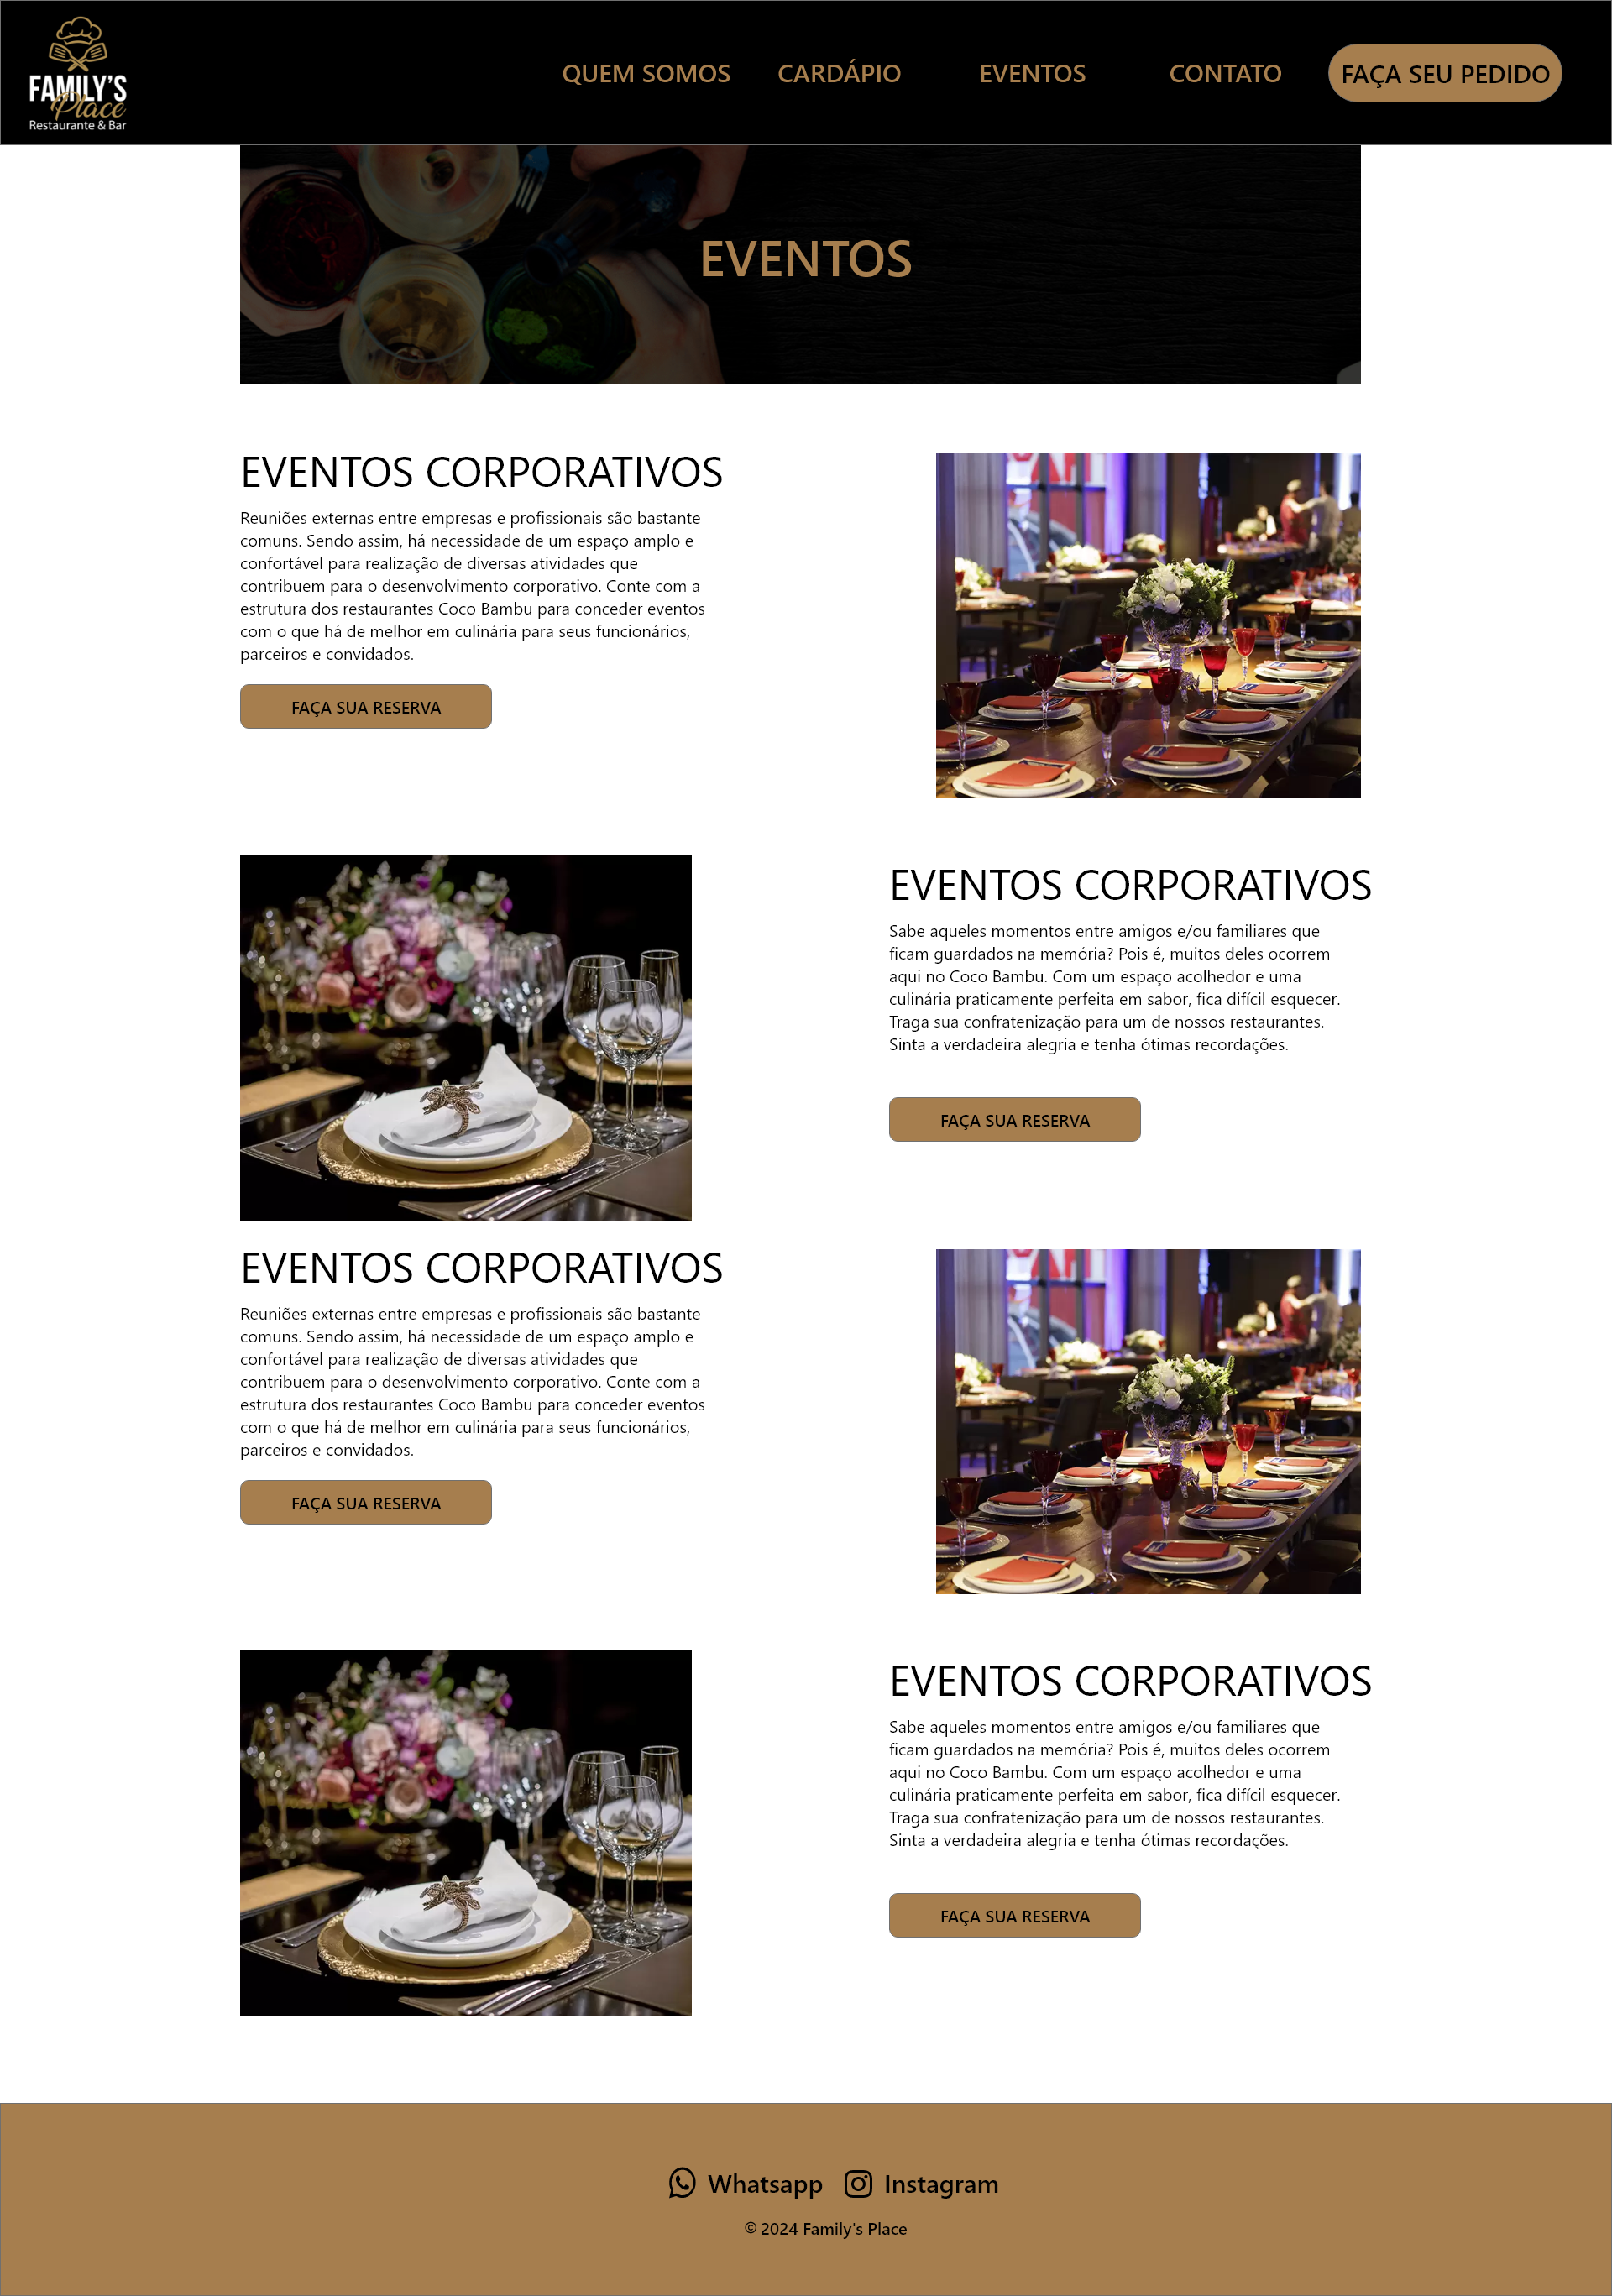 FAMILY'S
Place
Restaurante & Bar
QUEM SOMOS
CARDÁPIO
EVENTOS
CONTATO
FAÇA SEU PEDIDO
EVENTOS
EVENTOS CORPORATIVOS
Reuniões externas entre empresas e profissionais são bastante
comuns. Sendo assim, há necessidade de um espaço amplo e
confortável para realização de diversas atividades que
contribuem para o desenvolvimento corporativo. Conte com a
estrutura dos restaurantes Coco Bambu para conceder eventos
com o que há de melhor em culinária para seus funcionários,
parceiros e convidados.
FAÇA SUA RESERVA
EVENTOS CORPORATIVOS
Sabe aqueles momentos entre amigos e/ou familiares que
ficam guardados na memória? Pois é, muitos deles ocorrem
aqui no Coco Bambu. Com um espaço acolhedor e uma
culinária praticamente perfeita em sabor, fica difícil esquecer.
Traga sua confratenização para um de nossos restaurantes.
Sinta a verdadeira alegria e tenha ótimas recordações.
FAÇA SUA RESERVA
EVENTOS CORPORATIVOS
Reuniões externas entre empresas e profissionais são bastante
comuns. Sendo assim, há necessidade de um espaço amplo e
confortável para realização de diversas atividades que
contribuem para o desenvolvimento corporativo. Conte com a
estrutura dos restaurantes Coco Bambu para conceder eventos
com o que há de melhor em culinária para seus funcionários,
parceiros e convidados.
FAÇA SUA RESERVA
EVENTOS CORPORATIVOS
Sabe aqueles momentos entre amigos e/ou familiares que
ficam guardados na memória? Pois é, muitos deles ocorrem
aqui no Coco Bambu. Com um espaço acolhedor e uma
culinária praticamente perfeita em sabor, fica difícil esquecer.
Traga sua confratenização para um de nossos restaurantes.
Sinta a verdadeira alegria e tenha ótimas recordações.
FAÇA SUA RESERVA
Whatsapp
Instagram
© 2024 Family's Place